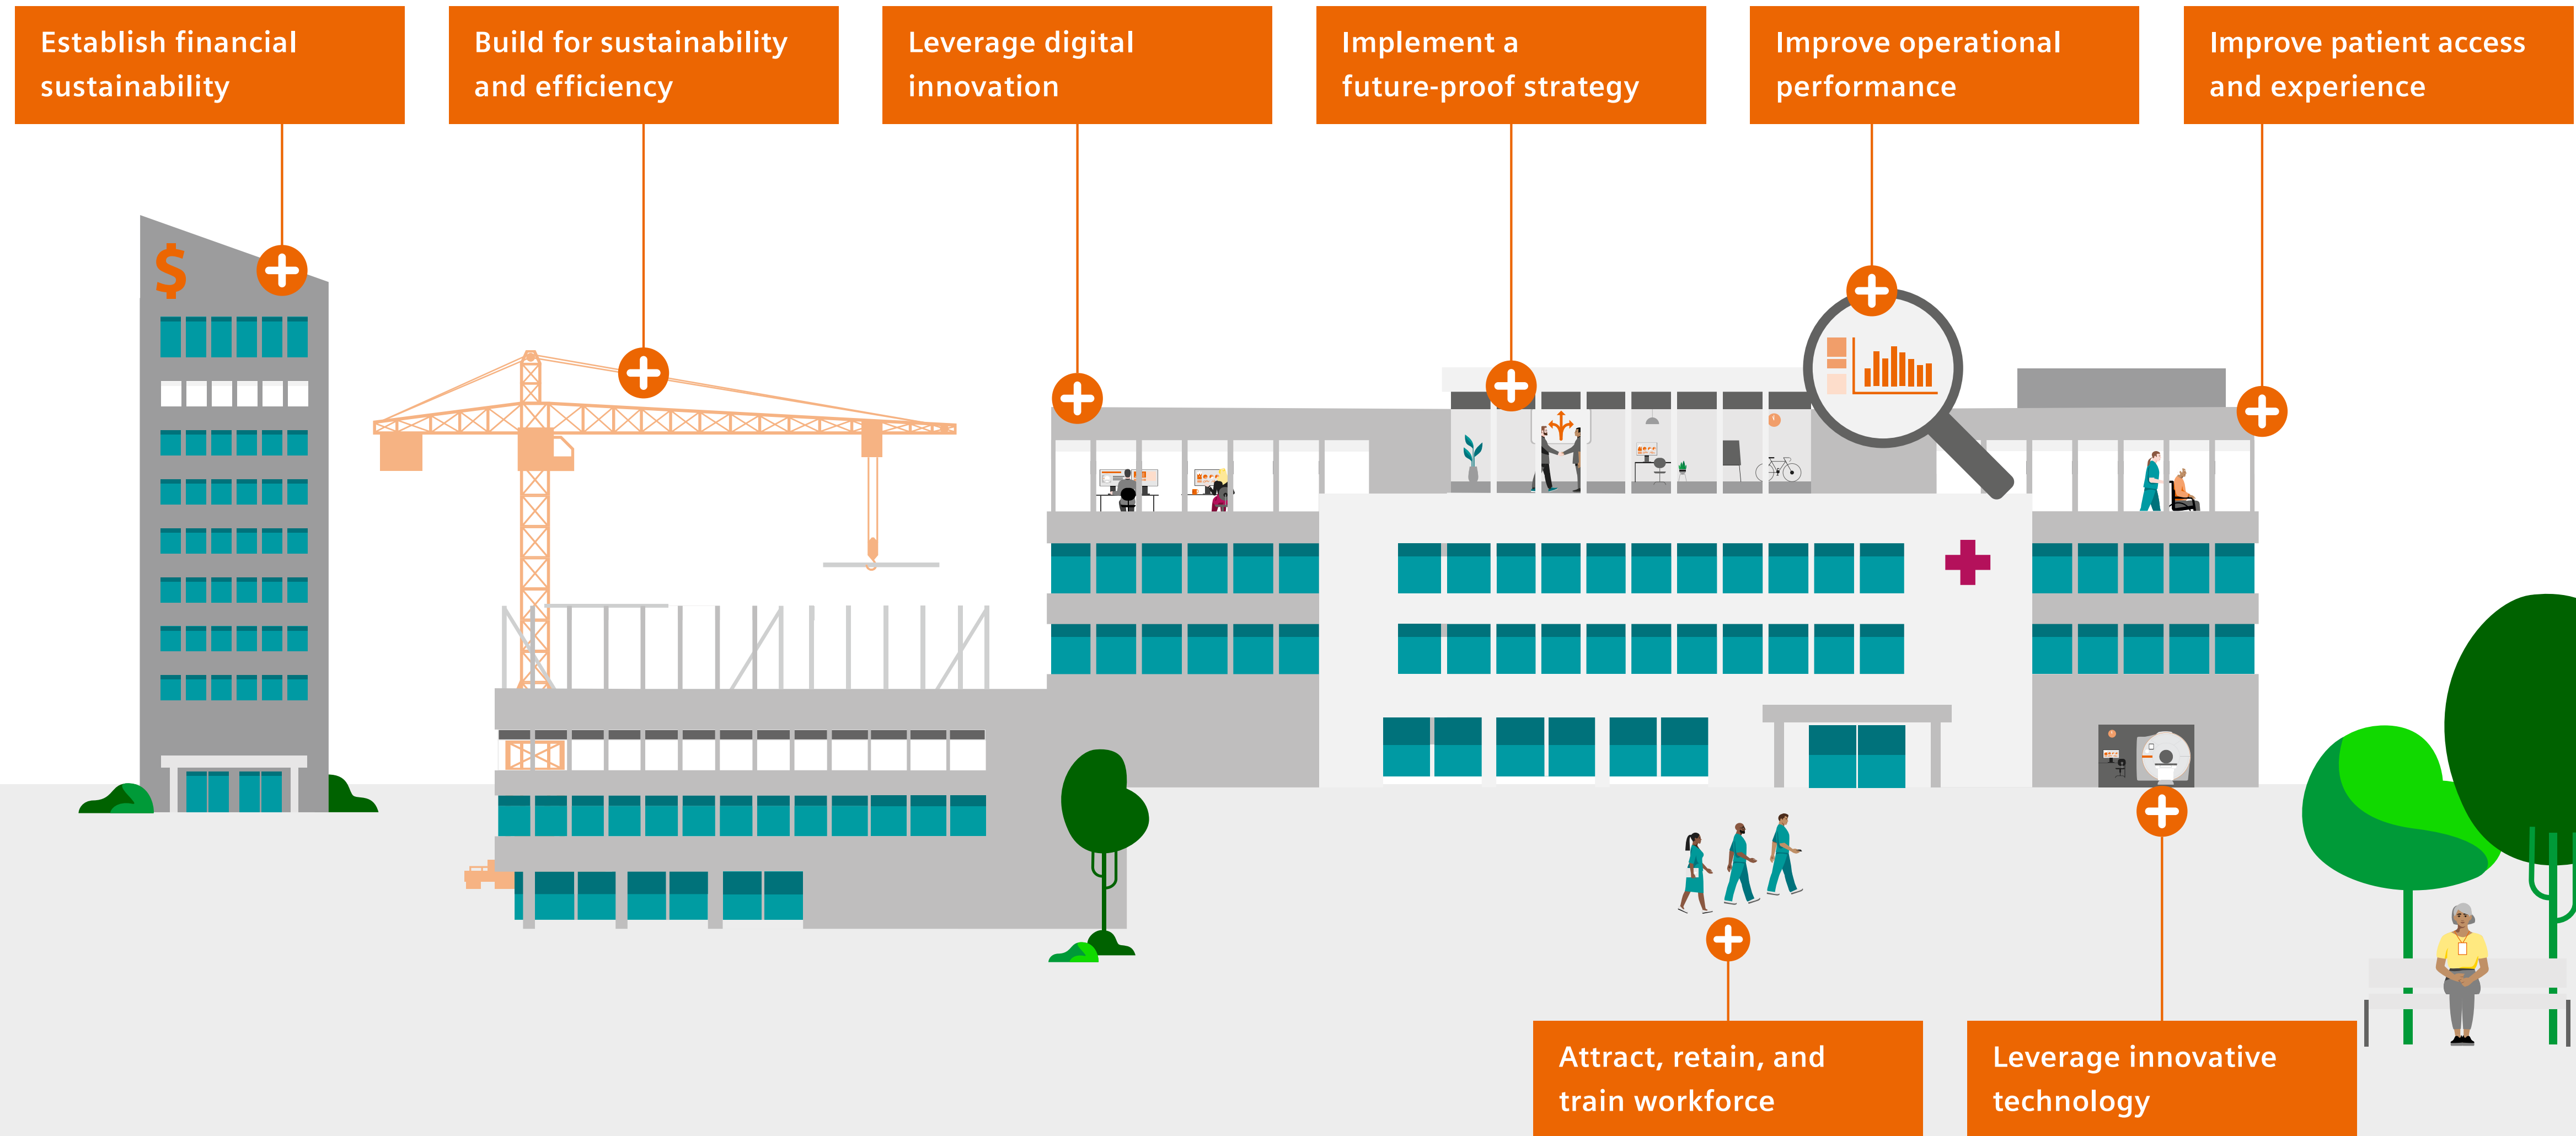 Establish financial
sustainability
Build for sustainability
and efficiency
Leverage digital
innovation
Implement a
future-proof strategy
Improve operational
performance
Improve patient access
and experience
$
Attract, retain, and
train workforce
Leverage innovative
technology